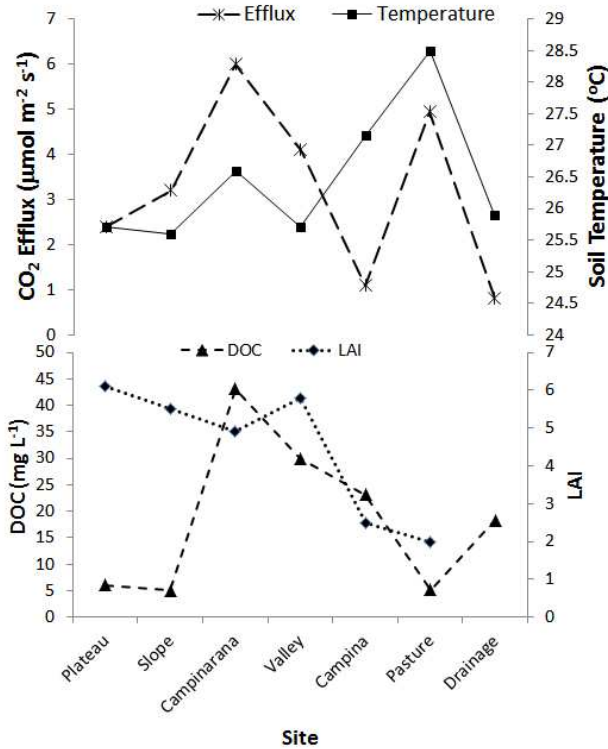 Efflux Temperature
CO₂ Efflux (µmol m⁻² s⁻¹)
7
6
5
4
3
2
1
0
29
28.5
28
27.5
27
26.5
26
25.5
25
24.5
24
Soil Temperature (ºC)
DOC LAI
DOC (mg L⁻¹)
50
45
40
35
30
25
20
15
10
5
0
7
6
5
4
3
2
1
0
LAI
Plateau
Slope
Campinarana
Valley
Campina
Pasture
Drainage
Site